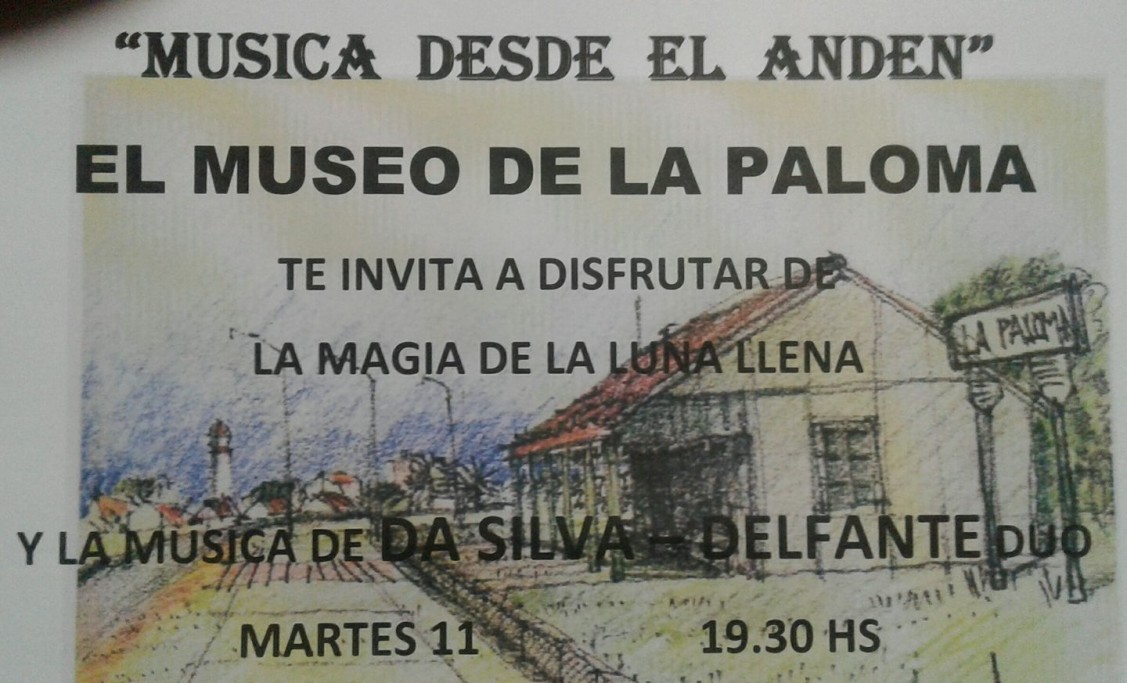 “MUSICA DESDE EL ANDEN”
EL MUSEO DE LA PALOMA
TE INVITA A DISFRUTAR DE
LA MAGIA DE LA LUNA LLENA
LA PALOMA
Y LA MUSICA DE DA SILVA – DELFANTE DUO
MARTES 11 19.30 HS